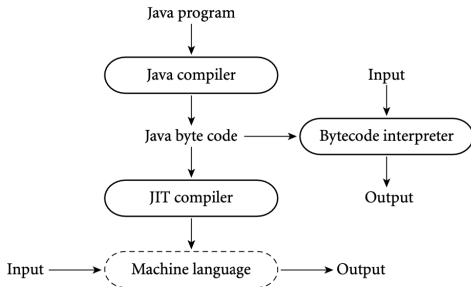 Java program
Java compiler
Input
Java byte code
Bytecode interpreter
JIT compiler
Output
Input
Machine language
Output